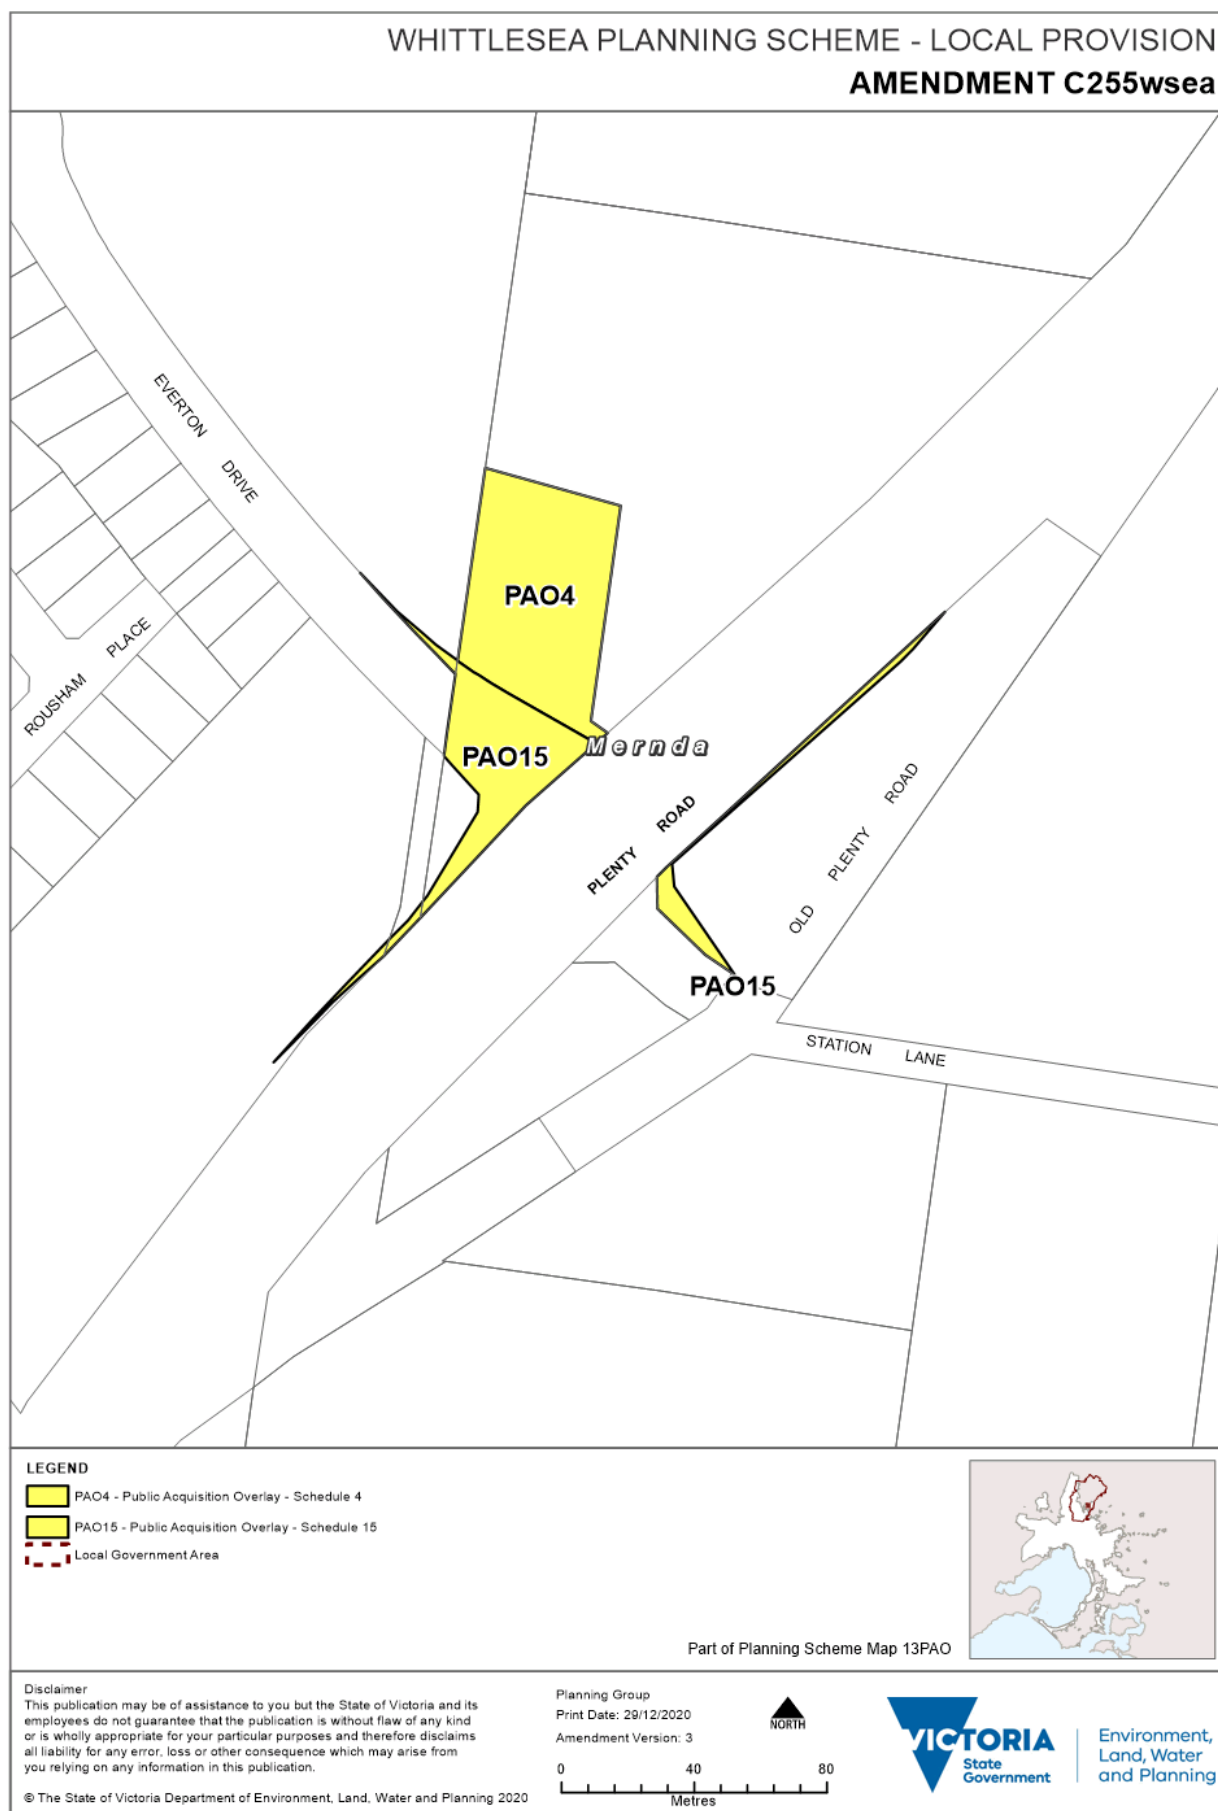 WHITTLESEA PLANNING SCHEME - LOCAL PROVISION
AMENDMENT C255wsea
EVERTON DRIVE
ROUSHAM PLACE
PAO4
PAO15
Mernda
PLENTY ROAD
OLD PLENTY ROAD
PAO15
STATION LANE
LEGEND
PAO4 - Public Acquisition Overlay - Schedule 4
PAO15 - Public Acquisition Overlay - Schedule 15
Local Government Area
Part of Planning Scheme Map 13PAO
Disclaimer
This publication may be of assistance to you but the State of Victoria and its
employees do not guarantee that the publication is without flaw of any kind
or is wholly appropriate for your particular purposes and therefore disclaims
all liability for any error, loss or other consequence which may arise from
you relying on any information in this publication.
© The State of Victoria Department of Environment, Land, Water and Planning 2020
Planning Group
Print Date: 29/12/2020
Amendment Version: 3
0 40 80
Metres
NORTH
VICTORIA
State
Government
Environment,
Land, Water
and Planning